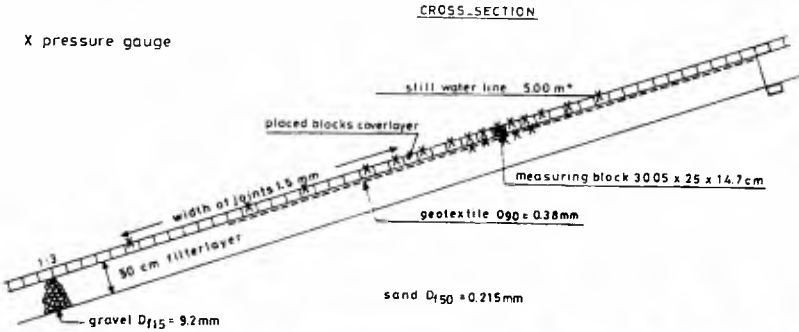 CROSS-SECTION
X pressure gauge
still water line 5.00 m+
placed blocks coverlayer
width of joints 1.5 mm
measuring block 30.05 x 25 x 14.7cm
geotextile O90 = 0.38mm
1:3
50 cm filterlayer
sand Df50 = 0.215mm
gravel Df15 = 9.2mm